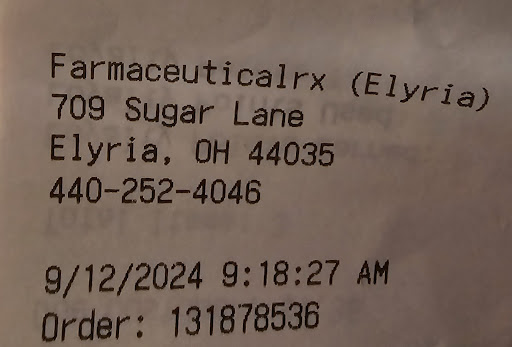 Farmaceuticalrx (Elyria)
709 Sugar Lane
Elyria, OH 44035
440-252-4046
9/12/2024 9:18:27 AM
Order: 131878536